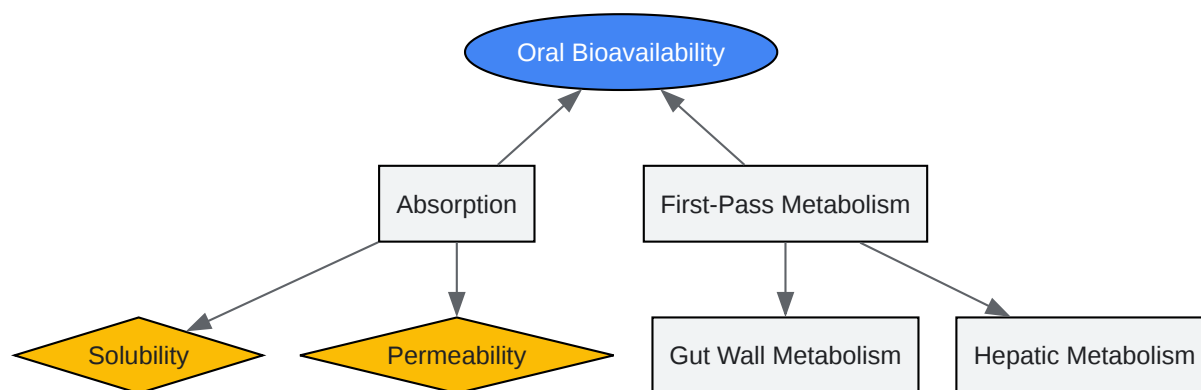 Oral Bioavailability
Absorption
First-Pass Metabolism
Solubility
Permeability
Gut Wall Metabolism
Hepatic Metabolism